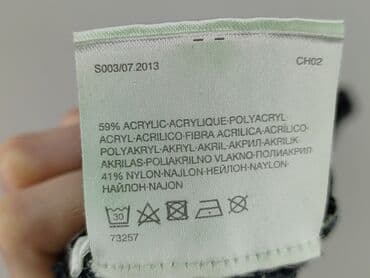 S003/07.2013 CH02
59% ACRYLIC-ACRYLIQUE-POLYACRYL
ACRYL-ACRILICO-FIBRA ACRILICA-ACRÍLICO-
POLYAKRYL-AKRYL-AKRIL-АКРИЛ-AKRILIK-
AKRILAS-POLIAKRILNO VLAKNO-ПОЛИАКРИЛ
41% NYLON-NAJLON-НЕЙЛОН-NAYLON-
НАЙЛОН-NAJON
30
73257